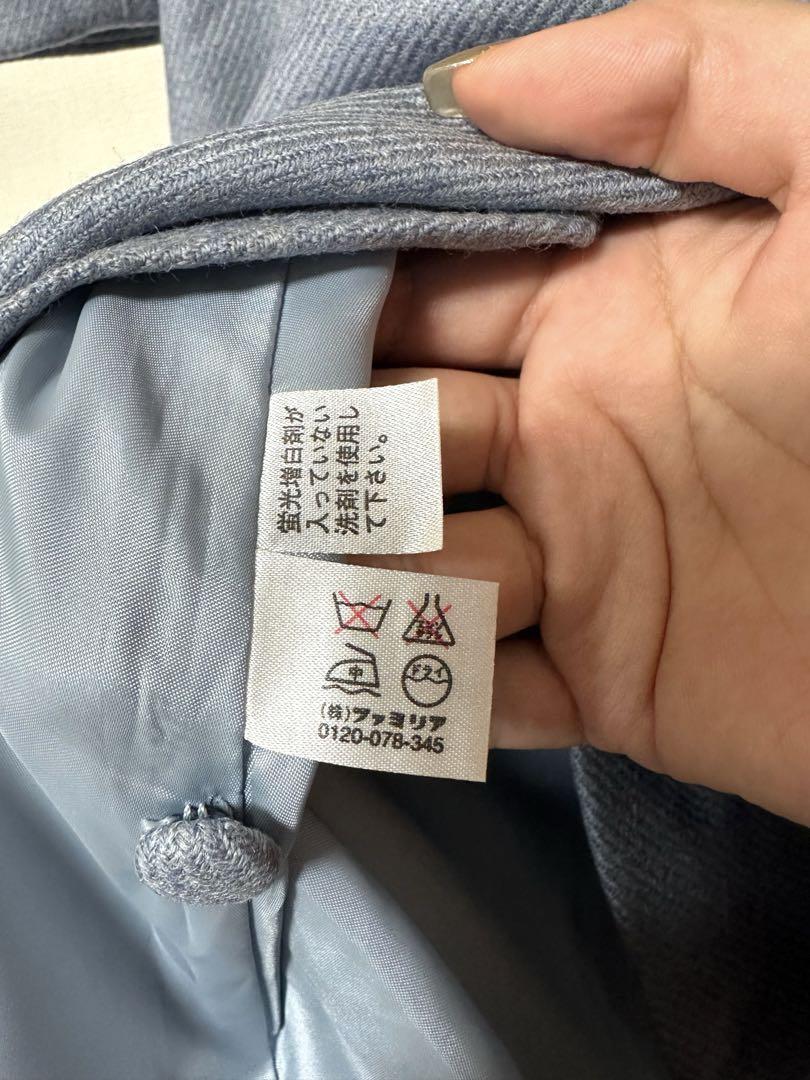 蛍光増白剤が
入っていない
洗剤を使用し
て下さい。
中
ドライ
(株)ファミリア
0120-078-345